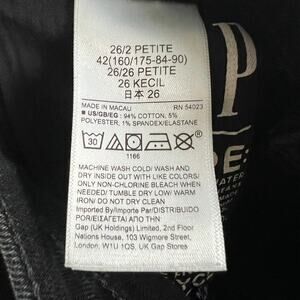 26/2 PETITE
42(160/175-84-90)
26/26 PETITE
26 KECIL
日本 26
MADE IN MACAU RN 54023
■ US/GB/EG : 94% COTTON, 5%
POLYESTER, 1% SPANDEX/ELASTANE
30
1166
MACHINE WASH COLD/ WASH AND
DRY INSIDE OUT WITH LIKE COLORS/
ONLY NON-CHLORINE BLEACH WHEN
NEEDED/ TUMBLE DRY LOW/ WARM
IRON/ DO NOT DRY CLEAN
Imported By/Importe Par/DISTRIBUIDO
POR/ΕΙΣΑΓΕΤΑΙ ΑΠΟ ΤΗΝ
Gap (UK Holdings) Limited, 2nd Floor
Nations House, 103 Wigmore Street,
London, W1U 1QS, UK
P